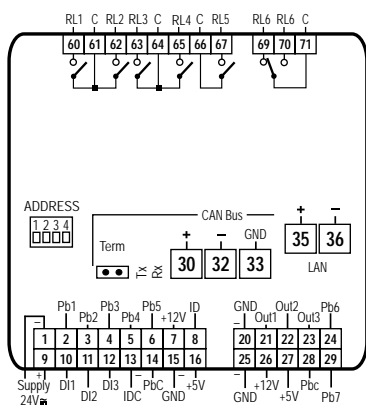 RL1 C RL2 RL3 C RL4 C RL5 RL6 RL6 C
60 61 62 63 64 65 66 67 69 70 71
ADDRESS
1 2 3 4
CAN Bus
Term
Tx
Rx
+ − GND + −
30 32 33 35 36
LAN
Pb1 Pb3 Pb5 ID GND Out2 Pb6
Pb2 Pb4 +12V Out1 Out3
− 1 2 3 4 5 6 7 8 − 20 21 22 23 24
9 10 11 12 13 14 15 16 25 26 27 28 29
+ − − −
Supply DI1 DI3 PbC +5V +12V Pbc
24V≂ DI2 IDC GND GND +5V Pb7